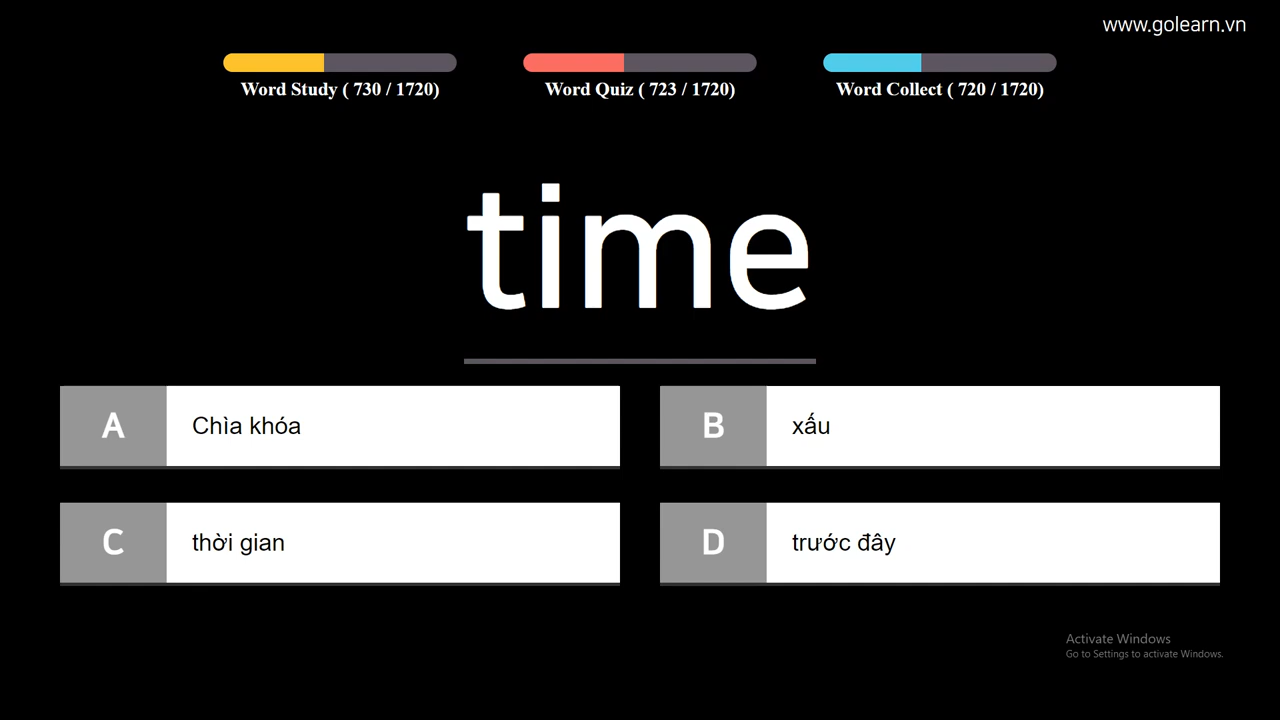 www.golearn.vn
Word Study ( 730 / 1720)
Word Quiz ( 723 / 1720)
Word Collect ( 720 / 1720)
time
A Chìa khóa
B xấu
C thời gian
D trước đây
Activate Windows
Go to Settings to activate Windows.